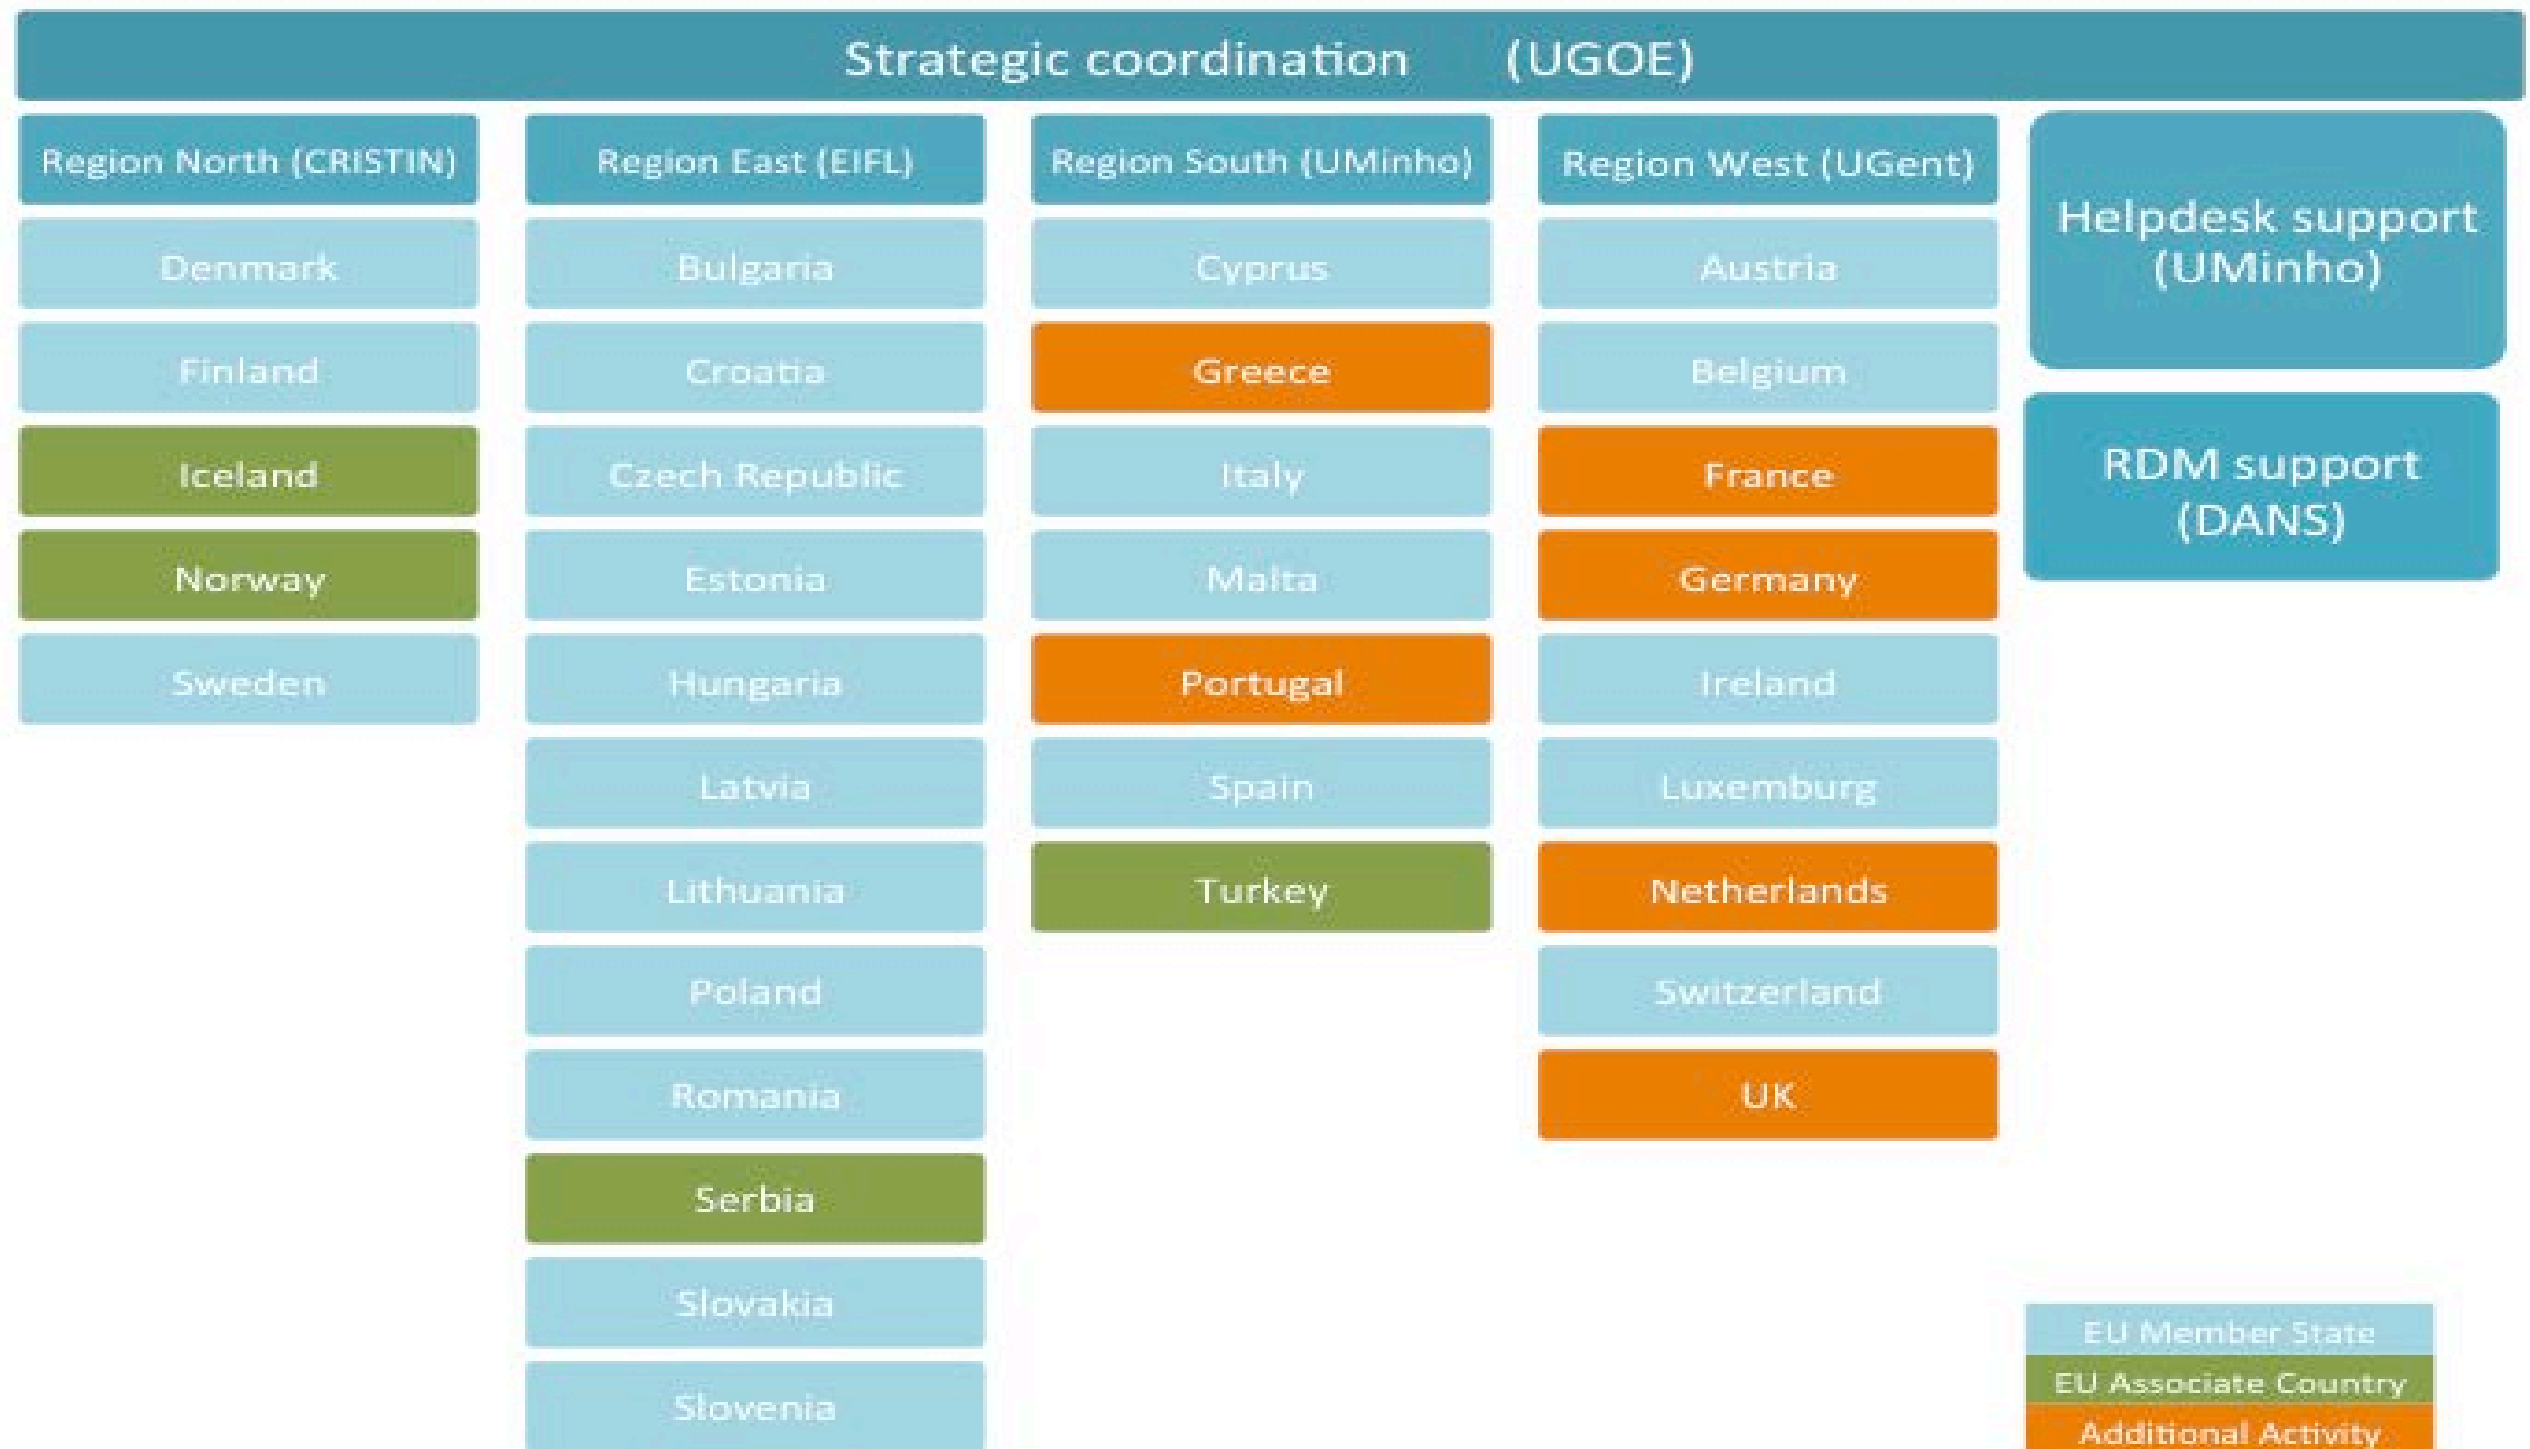 Strategic coordination (UGOE)
Region North (CRISTIN)
Denmark
Finland
Iceland
Norway
Sweden
Region East (EIFL)
Bulgaria
Croatia
Czech Republic
Estonia
Hungaria
Latvia
Lithuania
Poland
Romania
Serbia
Slovakia
Slovenia
Region South (UMinho)
Cyprus
Greece
Italy
Malta
Portugal
Spain
Turkey
Region West (UGent)
Austria
Belgium
France
Germany
Ireland
Luxemburg
Netherlands
Switzerland
UK
Helpdesk support
(UMinho)
RDM support
(DANS)
EU Member State
EU Associate Country
Additional Activity